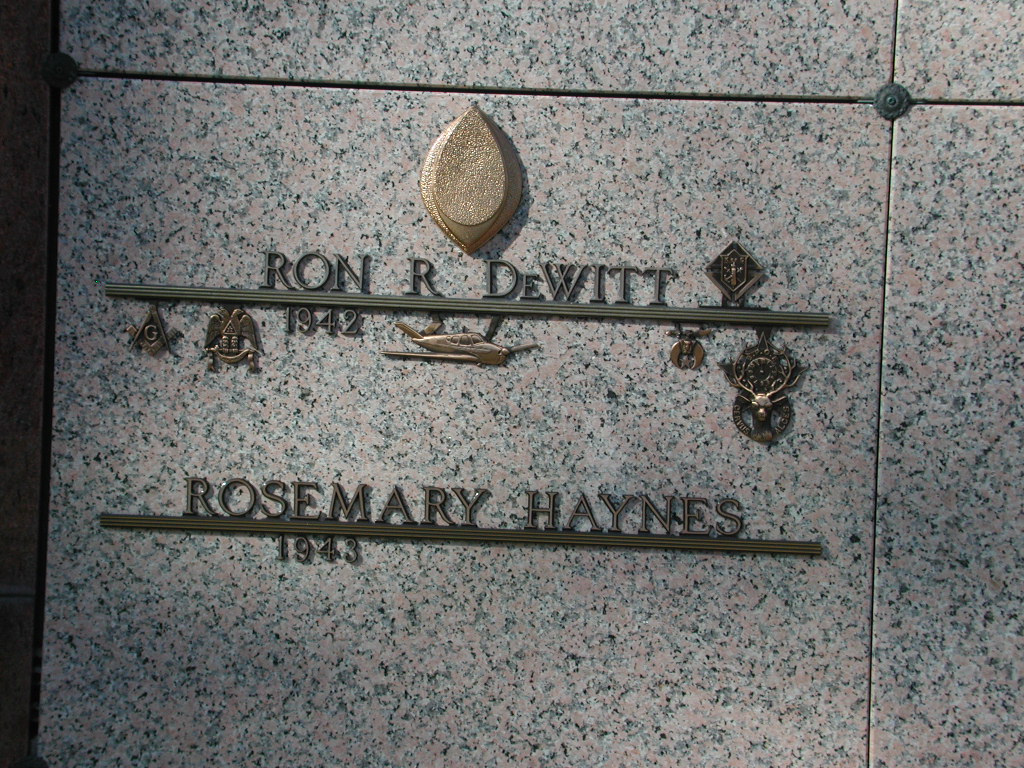 RON R DEWITT
1942
G
ROSEMARY HAYNES
1943